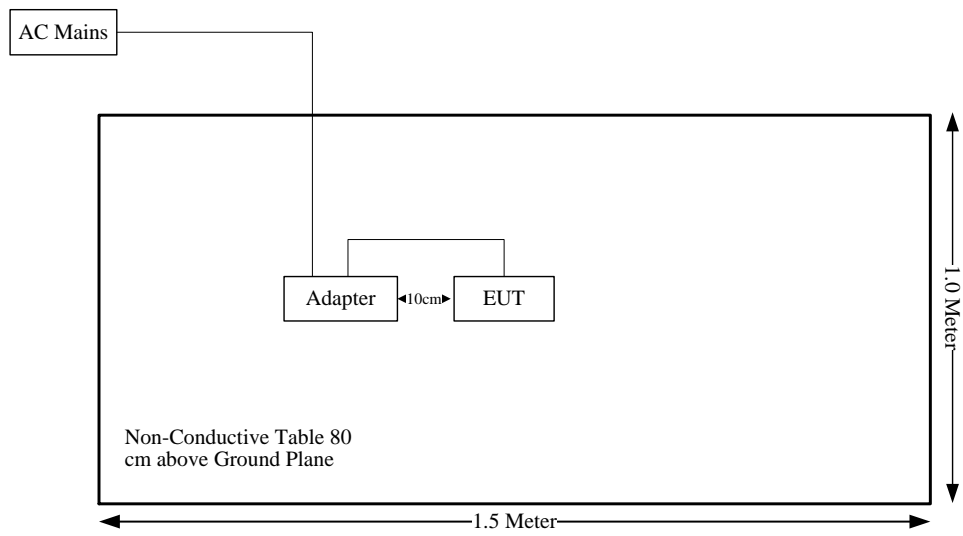 AC Mains
Adapter
10cm
EUT
1.0 Meter
Non-Conductive Table 80
cm above Ground Plane
1.5 Meter